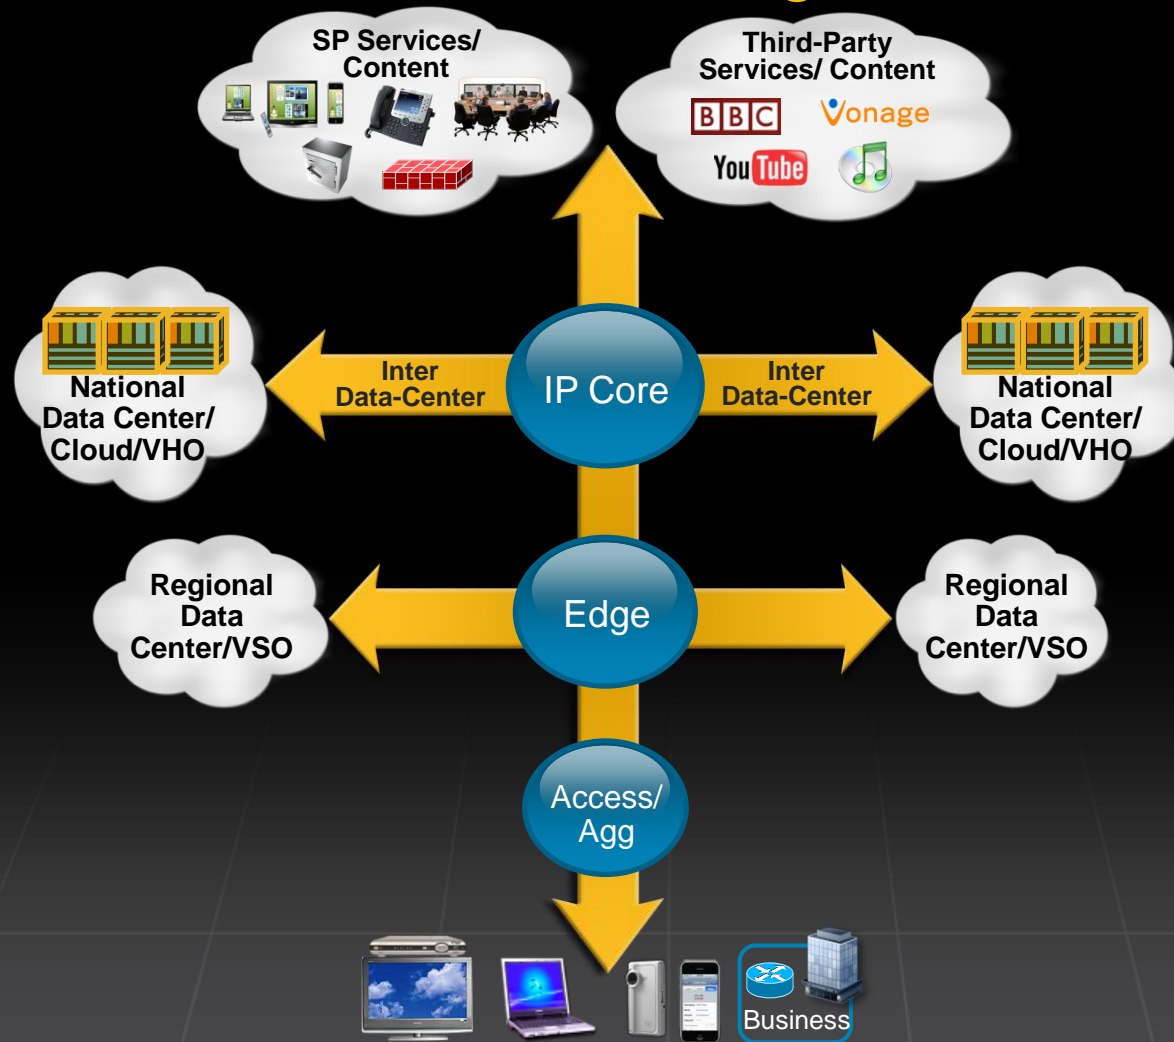 SP Services/
Content
Third-Party
Services/ Content
BBC
Vonage
YouTube
National
Data Center/
Cloud/VHO
Inter
Data-Center
IP Core
Inter
Data-Center
National
Data Center/
Cloud/VHO
Regional
Data
Center/VSO
Edge
Regional
Data
Center/VSO
Access/
Agg
Business